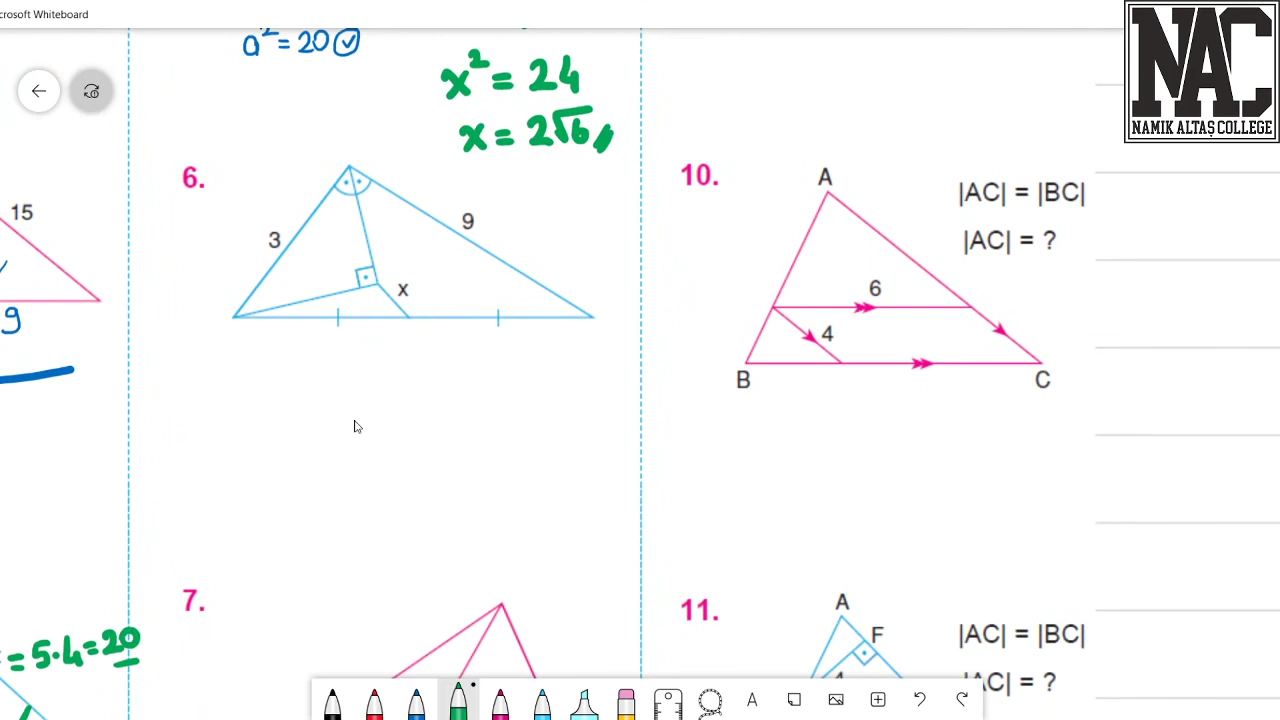 crosoft Whiteboard
NAC
NAMIK ALTAŞ COLLEGE
a² = 20
x² = 24
x = 2√6
15
9
= 5·4 = 20
6.
3
9
x
7.
10.
A
|AC| = |BC|
|AC| = ?
6
4
B
C
11.
A
F
|AC| = |BC|
AC| = ?
4
A